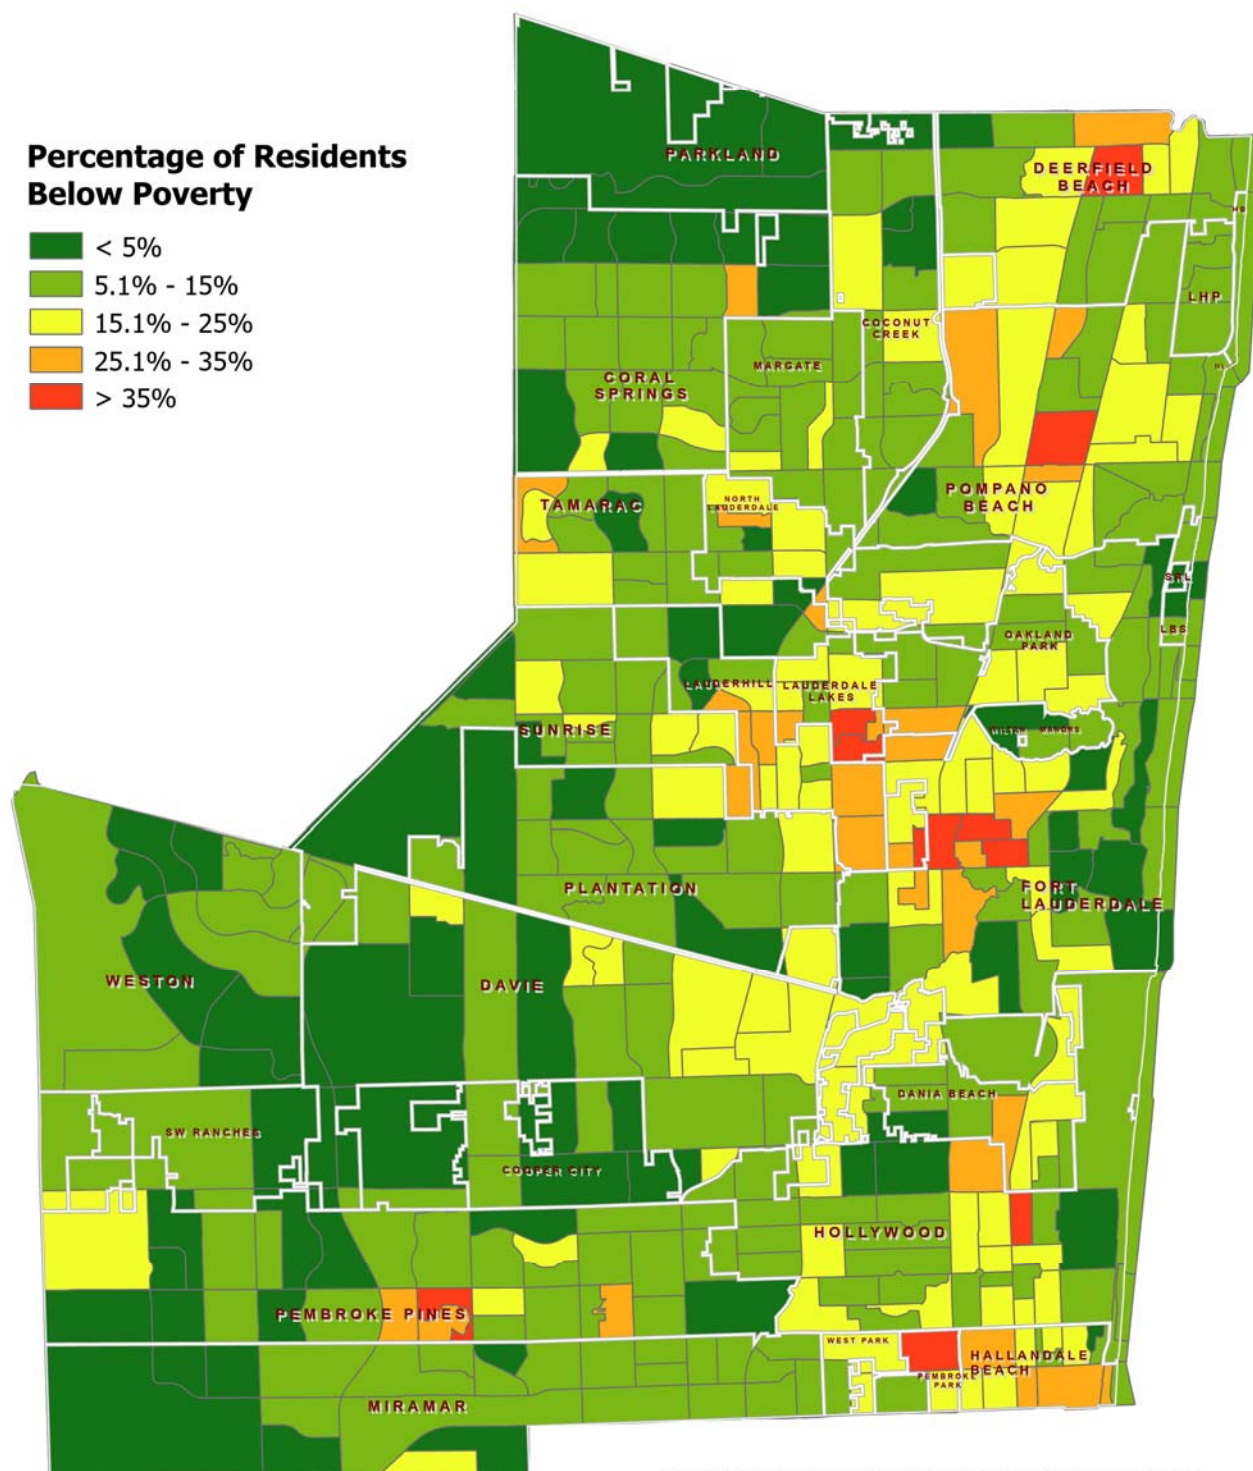 Percentage of Residents
Below Poverty
< 5%
5.1% - 15%
15.1% - 25%
25.1% - 35%
> 35%
PARKLAND
DEERFIELD
BEACH
HB
LHP
COCONUT
CREEK
MARGATE
HL
CORAL
SPRINGS
POMPANO
BEACH
TAMARAC
NORTH
LAUDERDALE
SRL
LBS
OAKLAND
PARK
LAUDERHILL
LAUDERDALE
LAKES
SUNRISE
WILTON MANORS
PLANTATION
FORT
LAUDERDALE
WESTON
DAVIE
DANIA BEACH
SW RANCHES
COOPER CITY
HOLLYWOOD
PEMBROKE PINES
WEST PARK
HALLANDALE
BEACH
PEMBROKE
PARK
MIRAMAR